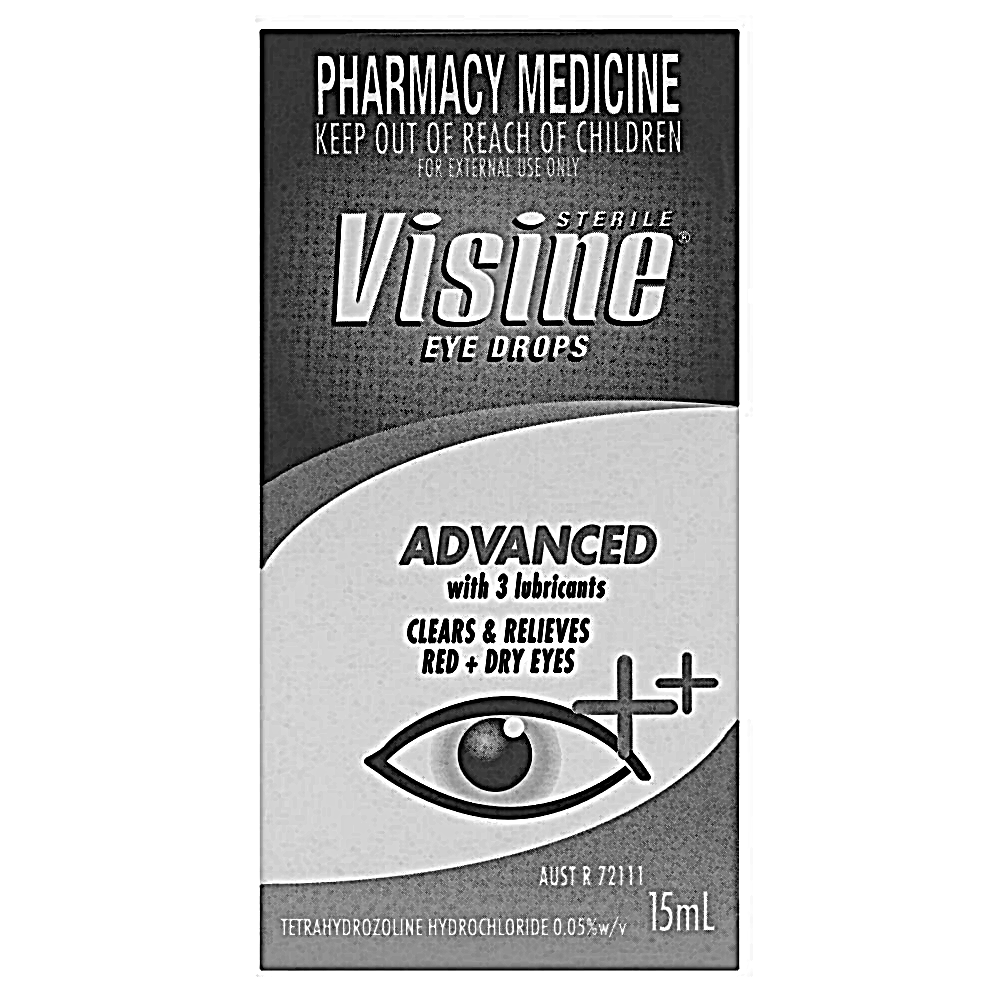 PHARMACY MEDICINE
KEEP OUT OF REACH OF CHILDREN
FOR EXTERNAL USE ONLY
STERILE
Visine®
EYE DROPS
ADVANCED
with 3 lubricants
CLEARS & RELIEVES
RED + DRY EYES
AUST R 72111
15mL
TETRAHYDROZOLINE HYDROCHLORIDE 0.05%w/v